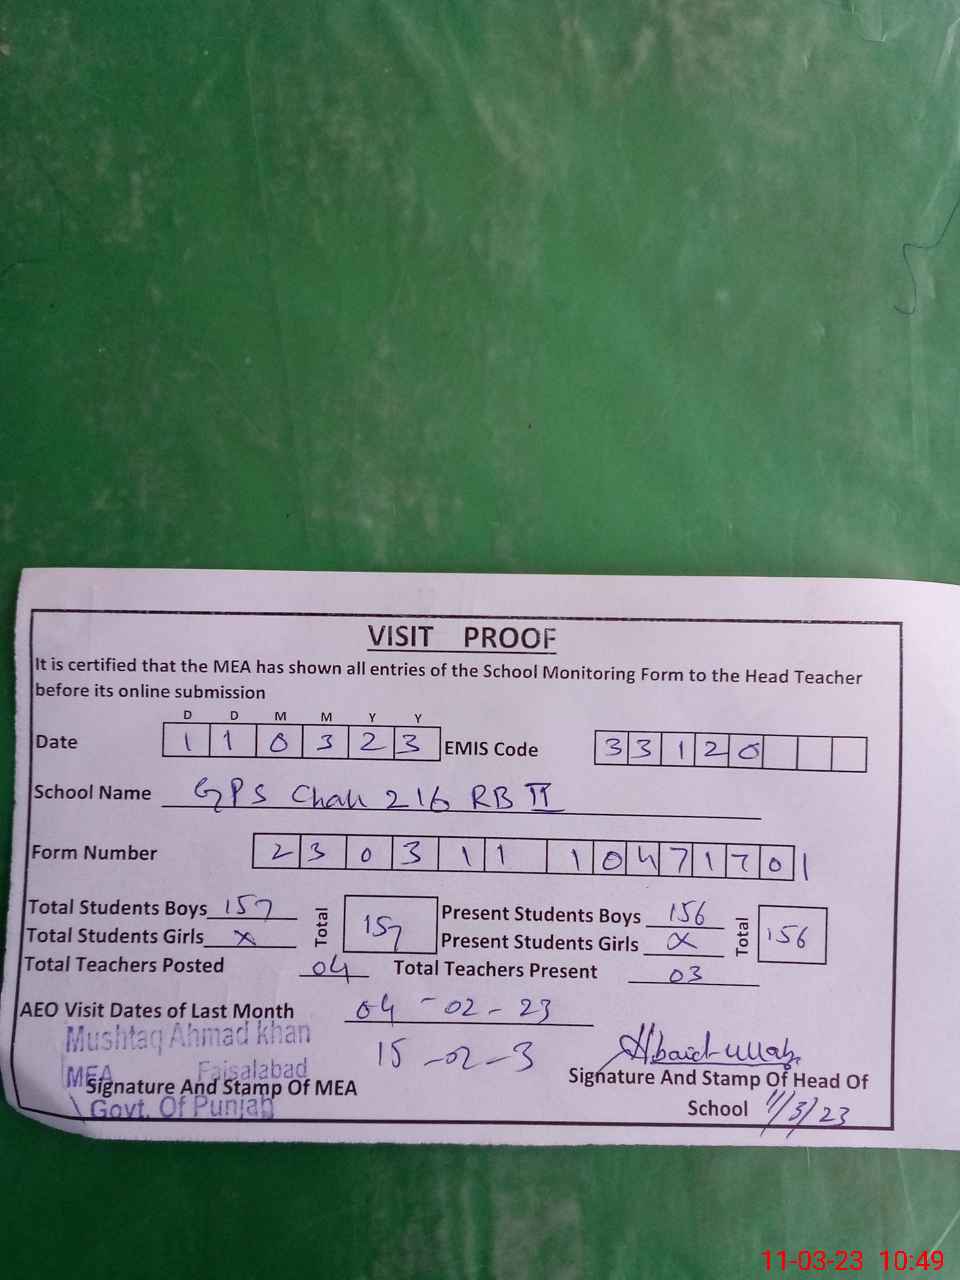 VISIT PROOF
It is certified that the MEA has shown all entries of the School Monitoring Form to the Head Teacher
before its online submission
D D M M Y Y
Date 1 1 0 3 2 3 EMIS Code 3 3 1 2 0
School Name GPS Chak 216 RB II
Form Number 2 3 0 3 1 1 1 0 4 7 1 7 0 1
Total Students Boys 157 Total 157 Present Students Boys 156 Total 156
Total Students Girls x Present Students Girls x
Total Teachers Posted 04 Total Teachers Present 03
AEO Visit Dates of Last Month 04-02-23
15-02-3
Mushtaq Ahmad khan
MEA Faisalabad
Signature And Stamp Of MEA
Govt. Of Punjab
Signature And Stamp Of Head Of
School 11/3/23
11-03-23 10:49